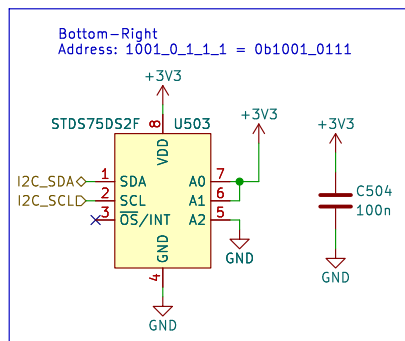 Bottom-Right
Address: 1001_0_1_1_1 = 0b1001_0111
+3V3
+3V3
+3V3
STDS75DS2F
U503
8
VDD
I2C_SDA
1
SDA
A0
7
I2C_SCL
2
SCL
A1
6
3
OS/INT
A2
5
C504
100n
GND
4
GND
GND
GND